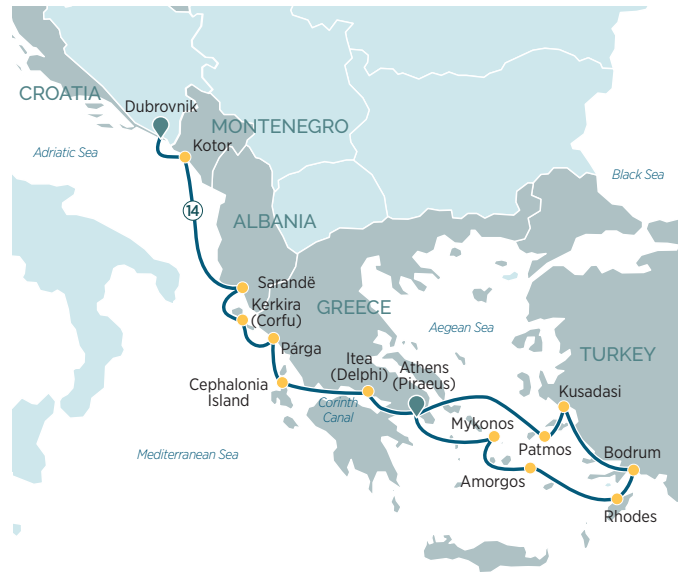 CROATIA
Dubrovnik
MONTENEGRO
Kotor
Adriatic Sea
Black Sea
14
ALBANIA
Sarandë
Kerkira
(Corfu)
GREECE
Aegean Sea
Párga
Itea
(Delphi)
Athens
(Piraeus)
TURKEY
Cephalonia
Island
Corinth
Canal
Kusadasi
Mykonos
Patmos
Mediterranean Sea
Bodrum
Amorgos
Rhodes